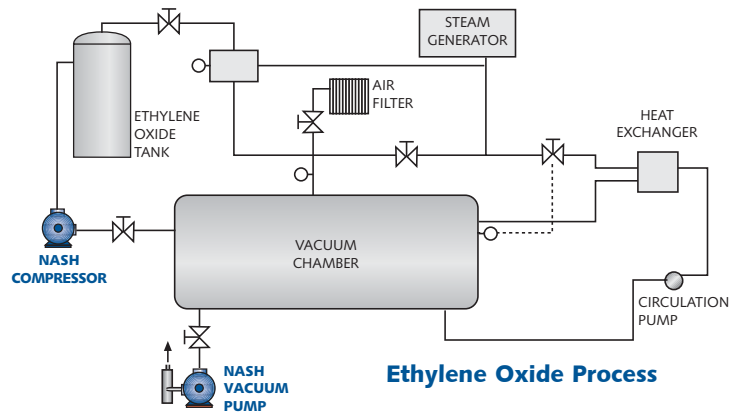 STEAM
GENERATOR
AIR
FILTER
ETHYLENE
OXIDE
TANK
HEAT
EXCHANGER
VACUUM
CHAMBER
NASH
COMPRESSOR
CIRCULATION
PUMP
NASH
VACUUM
PUMP
Ethylene Oxide Process